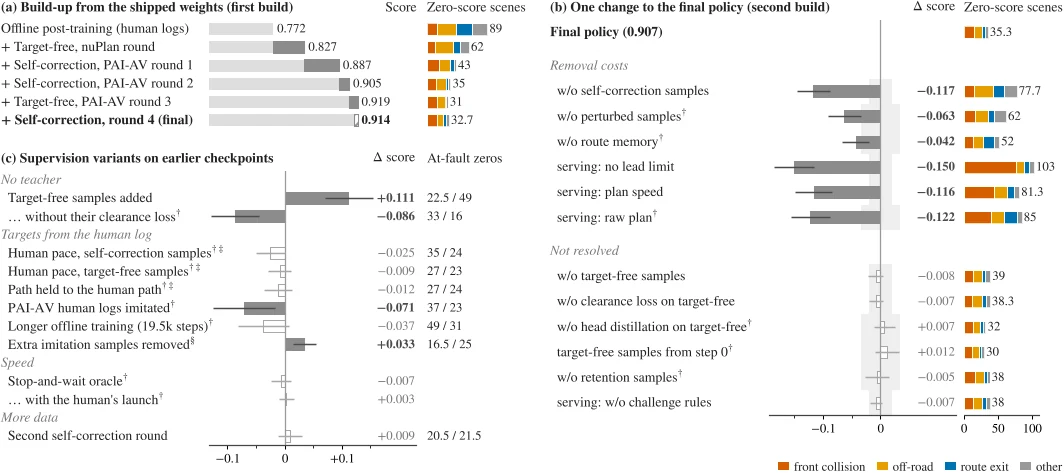 (a) Build-up from the shipped weights (first build) Score Zero-score scenes
Offline post-training (human logs) 0.772 89
+ Target-free, nuPlan round 0.827 62
+ Self-correction, PAI-AV round 1 0.887 43
+ Self-correction, PAI-AV round 2 0.905 35
+ Target-free, PAI-AV round 3 0.919 31
+ Self-correction, round 4 (final) 0.914 32.7
(c) Supervision variants on earlier checkpoints Δ score At-fault zeros
No teacher
Target-free samples added +0.111 22.5 / 49
… without their clearance loss† −0.086 33 / 16
Targets from the human log
Human pace, self-correction samples† ‡ −0.025 35 / 24
Human pace, target-free samples† ‡ −0.009 27 / 23
Path held to the human path† ‡ −0.012 27 / 24
PAI-AV human logs imitated† −0.071 37 / 23
Longer offline training (19.5k steps)† −0.037 49 / 31
Extra imitation samples removed§ +0.033 16.5 / 25
Speed
Stop-and-wait oracle† −0.007
… with the human's launch† +0.003
More data
Second self-correction round +0.009 20.5 / 21.5
−0.1 0 +0.1
(b) One change to the final policy (second build) Δ score Zero-score scenes
Final policy (0.907) 35.3
Removal costs
w/o self-correction samples −0.117 77.7
w/o perturbed samples† −0.063 62
w/o route memory† −0.042 52
serving: no lead limit −0.150 103
serving: plan speed −0.116 81.3
serving: raw plan† −0.122 85
Not resolved
w/o target-free samples −0.008 39
w/o clearance loss on target-free −0.007 38.3
w/o head distillation on target-free† +0.007 32
target-free samples from step 0† +0.012 30
w/o retention samples† −0.005 38
serving: w/o challenge rules −0.007 38
−0.1 0 0 50 100
front collision off-road route exit other